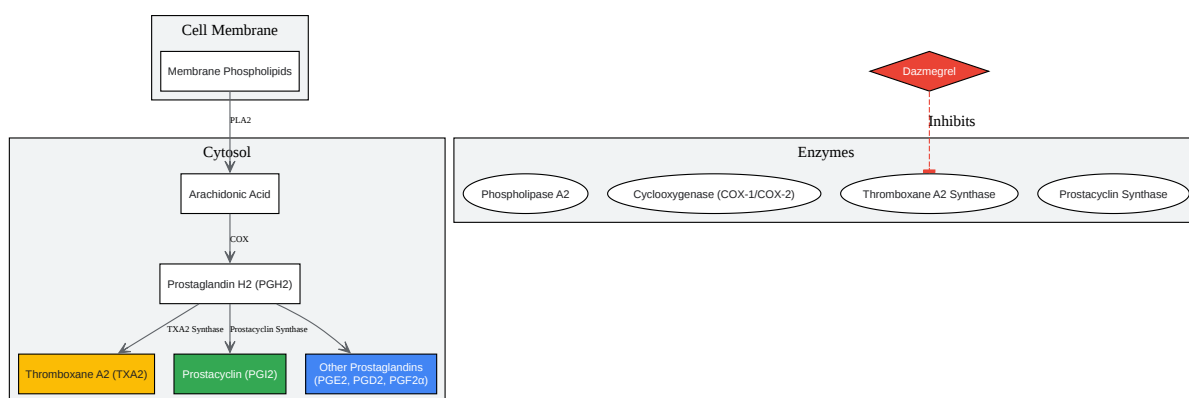 Cell Membrane
Membrane Phospholipids
PLA2
Cytosol
Arachidonic Acid
COX
Prostaglandin H2 (PGH2)
TXA2 Synthase
Prostacyclin Synthase
Thromboxane A2 (TXA2)
Prostacyclin (PGI2)
Other Prostaglandins
(PGE2, PGD2, PGF2α)
Dazmegrel
Inhibits
Enzymes
Phospholipase A2
Cyclooxygenase (COX-1/COX-2)
Thromboxane A2 Synthase
Prostacyclin Synthase